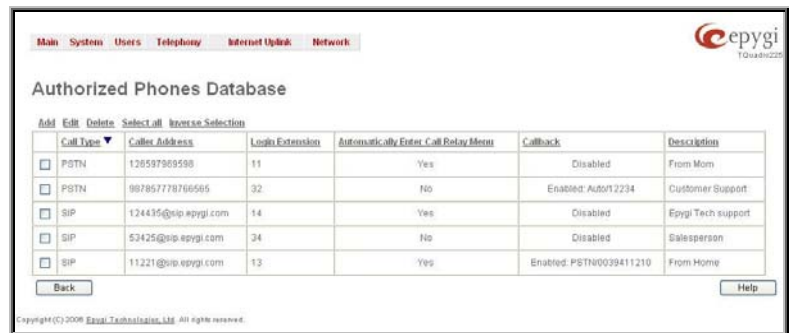 Main System Users Telephony Internet Uplink Network
epygi
TQuadro225
Authorized Phones Database
Add Edit Delete Select all Inverse Selection
Call Type Caller Address Login Extension Automatically Enter Call Relay Menu Callback Description
PSTN 126597989598 11 Yes Disabled From Mom
PSTN 987857778766565 32 No Enabled: Auto/12234 Customer Support
SIP 124435@sip.epygi.com 14 Yes Disabled Epygi Tech support
SIP 53425@sip.epygi.com 34 No Disabled Salesperson
SIP 11221@sip.epygi.com 13 Yes Enabled: PSTN/0039411210 From Home
Back Help
Copyright (C) 2006 Epygi Technologies, Ltd. All rights reserved.